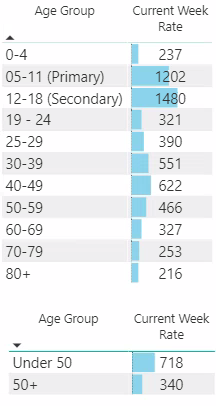 Age Group Current Week
Rate
0-4 237
05-11 (Primary) 1202
12-18 (Secondary) 1480
19 - 24 321
25-29 390
30-39 551
40-49 622
50-59 466
60-69 327
70-79 253
80+ 216
Age Group Current Week
Rate
Under 50 718
50+ 340